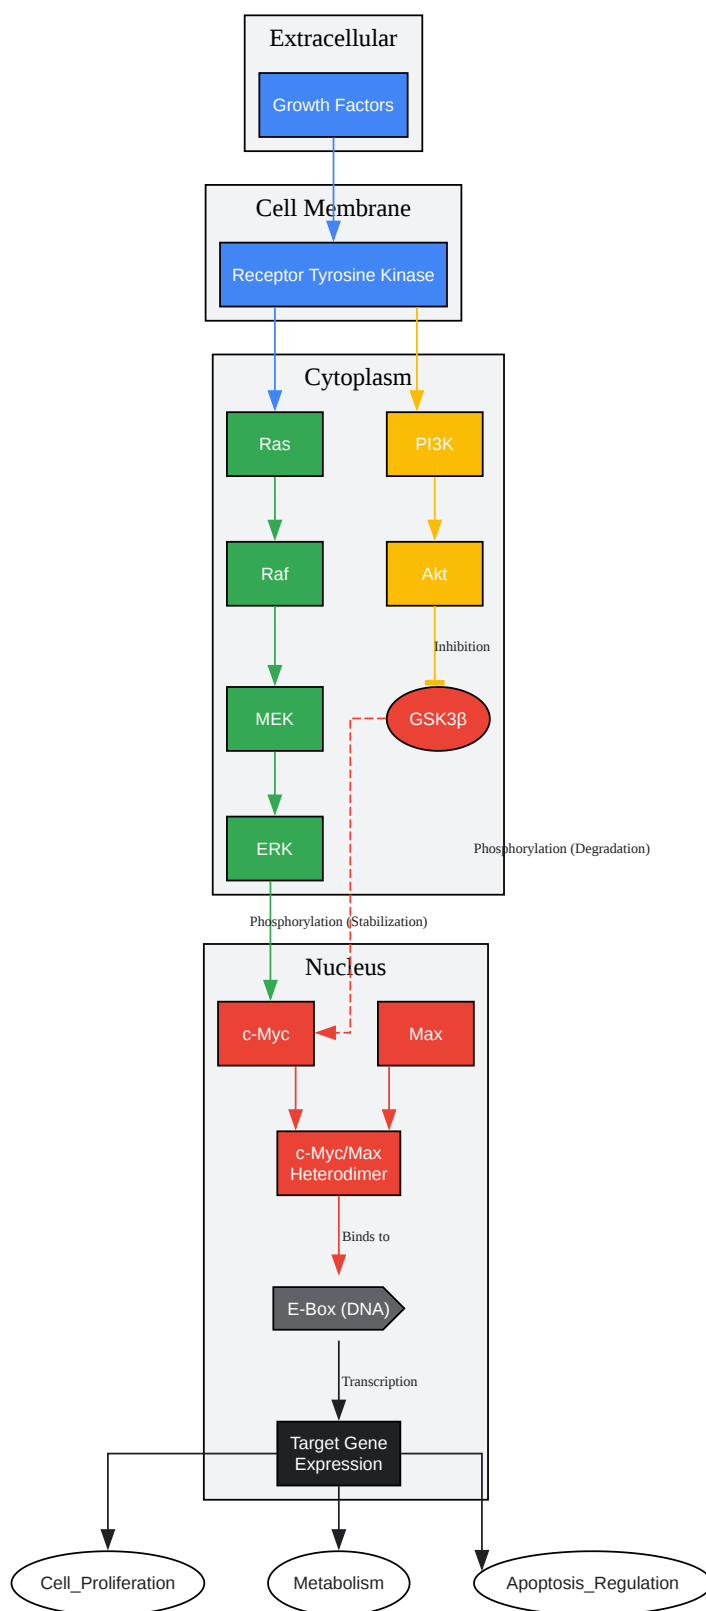 Extracellular
Growth Factors
Cell Membrane
Receptor Tyrosine Kinase
Cytoplasm
Ras
PI3K
Raf
Akt
Inhibition
MEK
GSK3β
ERK
Phosphorylation (Degradation)
Phosphorylation (Stabilization)
Nucleus
c-Myc
Max
c-Myc/Max
Heterodimer
Binds to
E-Box (DNA)
Transcription
Target Gene
Expression
Cell_Proliferation
Metabolism
Apoptosis_Regulation